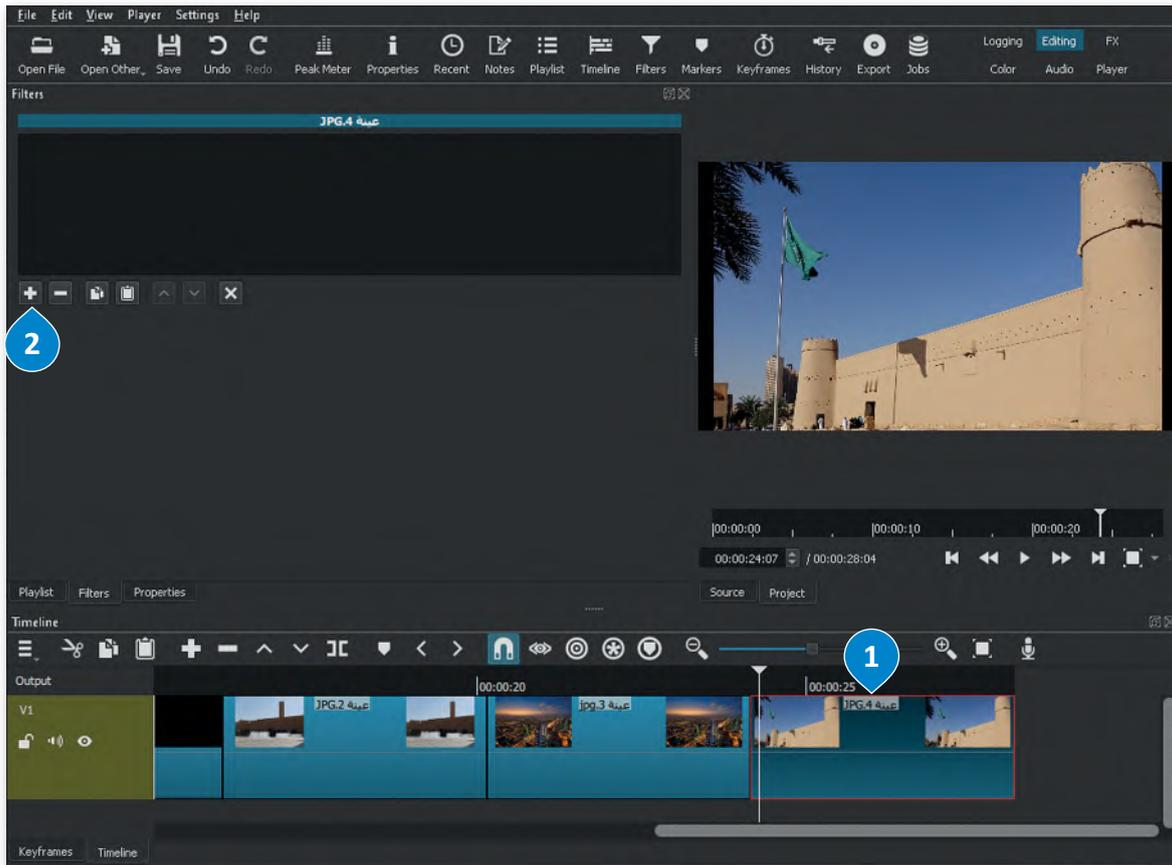 File Edit View Player Settings Help
Open File Open Other Save Undo Redo Peak Meter Properties Recent Notes Playlist Timeline Filters Markers Keyframes History Export Jobs
Logging Editing FX
Color Audio Player
Filters
عينة 4.JPG
2
00:00:00 00:00:10 00:00:20
00:00:24:07 / 00:00:28:04
Playlist Filters Properties
Source Project
Timeline
1
Output
00:00:20 00:00:25
V1
عينة 2.JPG عينة 3.jpg عينة 4.JPG
Keyframes Timeline